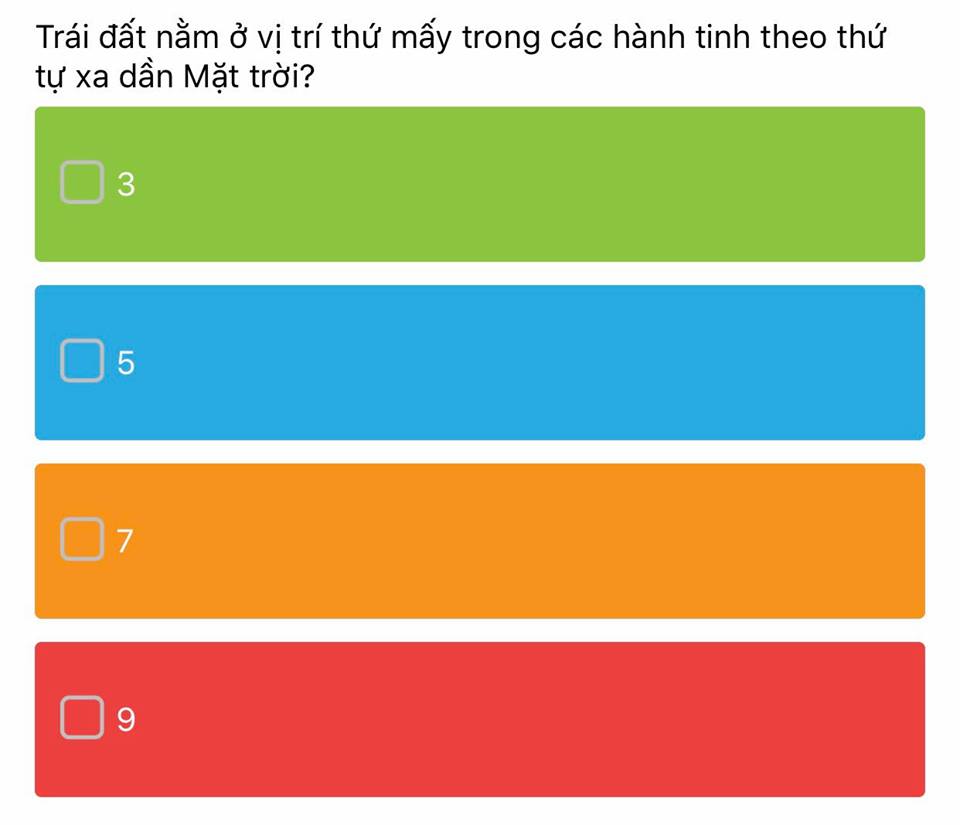 Trái đất nằm ở vị trí thứ mấy trong các hành tinh theo thứ
tự xa dần Mặt trời?
3
5
7
9